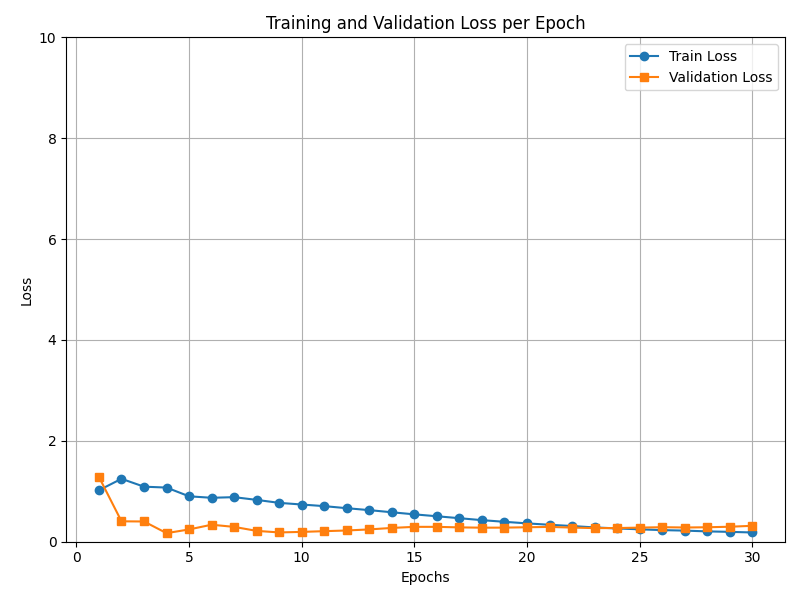 Training and Validation Loss per Epoch
Train Loss
Validation Loss
10
8
6
4
2
0
Loss
0 5 10 15 20 25 30
Epochs